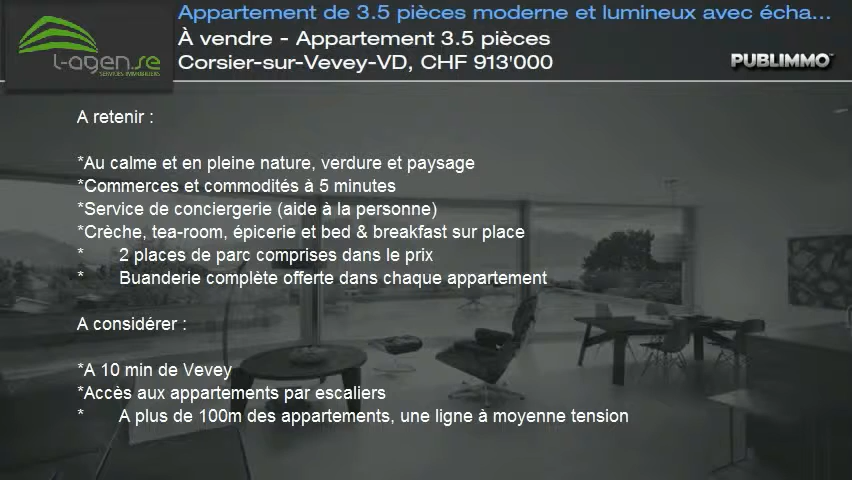 Appartement de 3.5 pièces moderne et lumineux avec écha...
À vendre - Appartement 3.5 pièces
Corsier-sur-Vevey-VD, CHF 913'000
l-agen.se
SERVICES IMMOBILIERS
PUBLIMMO
A retenir :
*Au calme et en pleine nature, verdure et paysage
*Commerces et commodités à 5 minutes
*Service de conciergerie (aide à la personne)
*Crèche, tea-room, épicerie et bed & breakfast sur place
* 2 places de parc comprises dans le prix
* Buanderie complète offerte dans chaque appartement
A considérer :
*A 10 min de Vevey
*Accès aux appartements par escaliers
* A plus de 100m des appartements, une ligne à moyenne tension